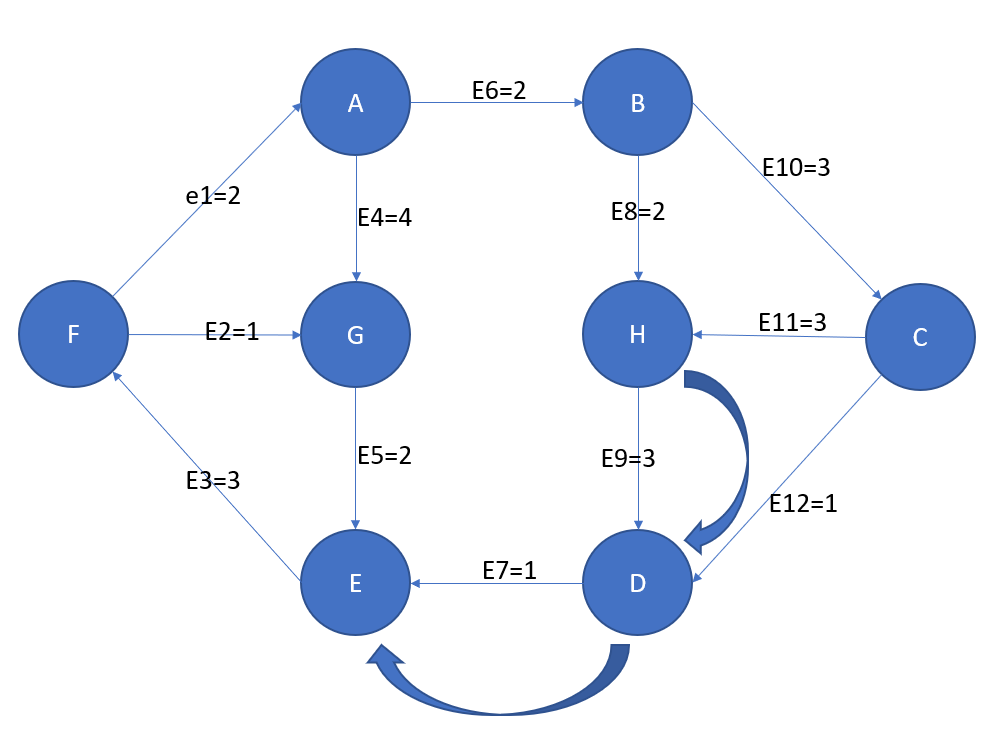 E6=2
A
B
E10=3
e1=2
E4=4
E8=2
E11=3
F
E2=1
G
H
C
E5=2
E9=3
E3=3
E12=1
E7=1
E
D